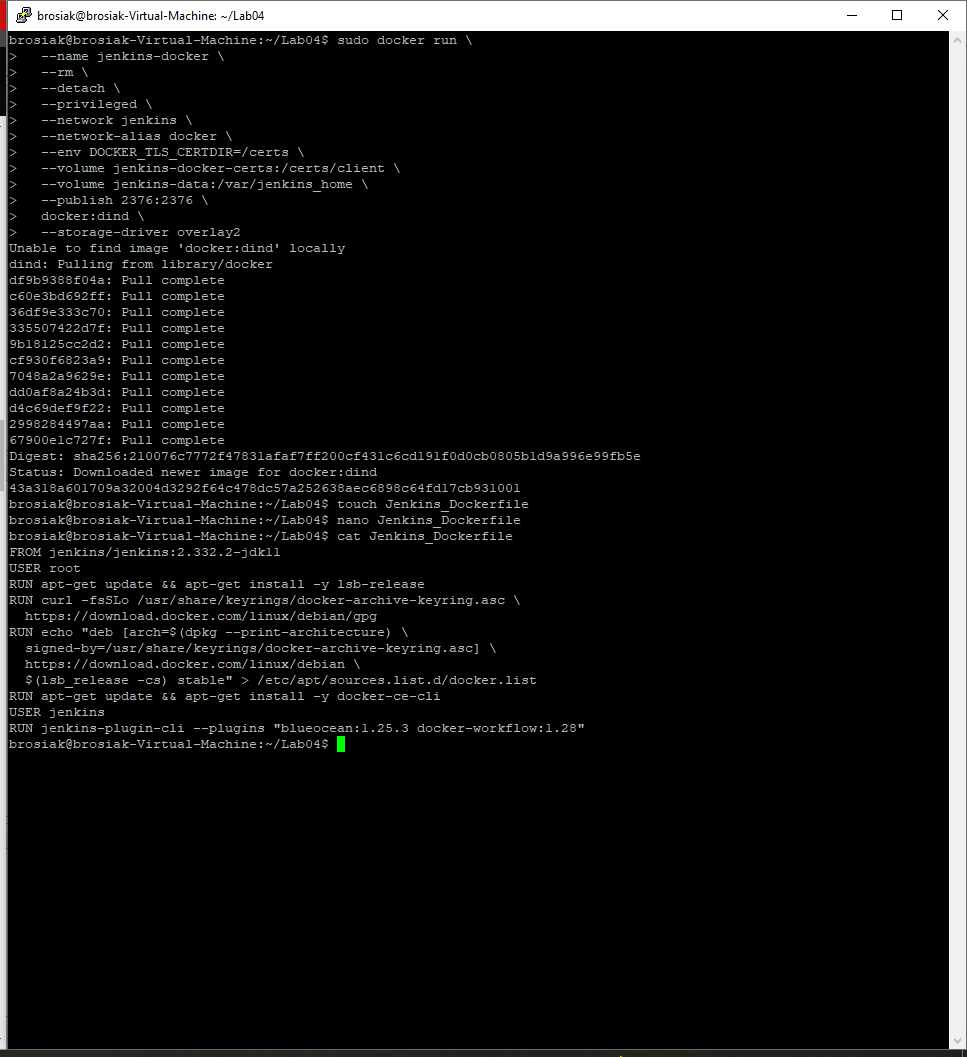 brosiak@brosiak-Virtual-Machine: ~/Lab04
brosiak@brosiak-Virtual-Machine:~/Lab04$ sudo docker run \
>   --name jenkins-docker \
>   --rm \
>   --detach \
>   --privileged \
>   --network jenkins \
>   --network-alias docker \
>   --env DOCKER_TLS_CERTDIR=/certs \
>   --volume jenkins-docker-certs:/certs/client \
>   --volume jenkins-data:/var/jenkins_home \
>   --publish 2376:2376 \
>   docker:dind \
>   --storage-driver overlay2
Unable to find image 'docker:dind' locally
dind: Pulling from library/docker
df9b9388f04a: Pull complete
c60e3bd692ff: Pull complete
36df9e333c70: Pull complete
335507422d7f: Pull complete
9b18125cc2d2: Pull complete
cf930f6823a9: Pull complete
7048a2a9629e: Pull complete
dd0af8a24b3d: Pull complete
d4c69def9f22: Pull complete
2998284497aa: Pull complete
67900e1c727f: Pull complete
Digest: sha256:210076c7772f47831afaf7ff200cf431c6cd191f0d0cb0805b1d9a996e99fb5e
Status: Downloaded newer image for docker:dind
43a318a601709a32004d3292f64c478dc57a252638aec6898c64fd17cb931001
brosiak@brosiak-Virtual-Machine:~/Lab04$ touch Jenkins_Dockerfile
brosiak@brosiak-Virtual-Machine:~/Lab04$ nano Jenkins_Dockerfile
brosiak@brosiak-Virtual-Machine:~/Lab04$ cat Jenkins_Dockerfile
FROM jenkins/jenkins:2.332.2-jdk11
USER root
RUN apt-get update && apt-get install -y lsb-release
RUN curl -fsSLo /usr/share/keyrings/docker-archive-keyring.asc \
  https://download.docker.com/linux/debian/gpg
RUN echo "deb [arch=$(dpkg --print-architecture) \
  signed-by=/usr/share/keyrings/docker-archive-keyring.asc] \
  https://download.docker.com/linux/debian \
  $(lsb_release -cs) stable" > /etc/apt/sources.list.d/docker.list
RUN apt-get update && apt-get install -y docker-ce-cli
USER jenkins
RUN jenkins-plugin-cli --plugins "blueocean:1.25.3 docker-workflow:1.28"
brosiak@brosiak-Virtual-Machine:~/Lab04$